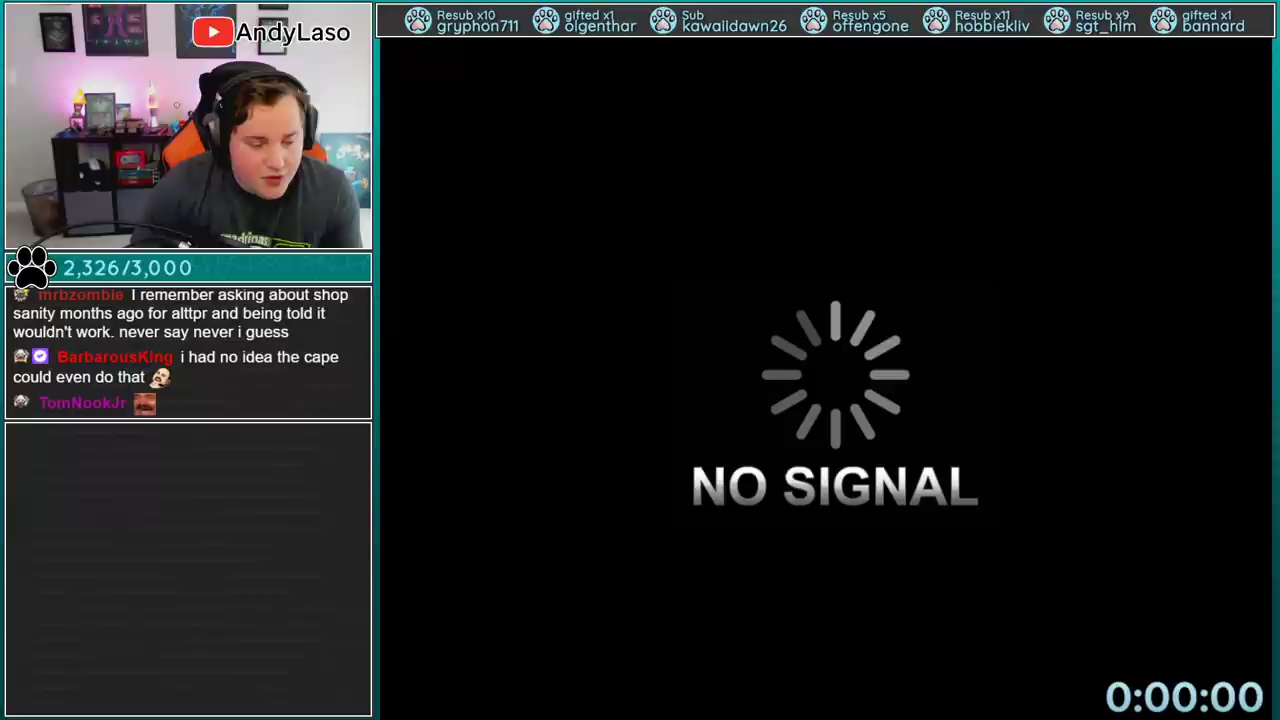 AndyLaso
Resub x10
gryphon711
gifted x1
olgenthar
Sub
kawaiidawn26
Resub x5
offengone
Resub x11
hobbiekliv
Resub x9
sgt_hlm
gifted x1
bannard
2,326/3,000
mrbzombie I remember asking about shop
sanity months ago for alttpr and being told it
wouldn't work. never say never i guess
BarbarousKIng i had no idea the cape
could even do that
TomNookJr
NO SIGNAL
0:00:00